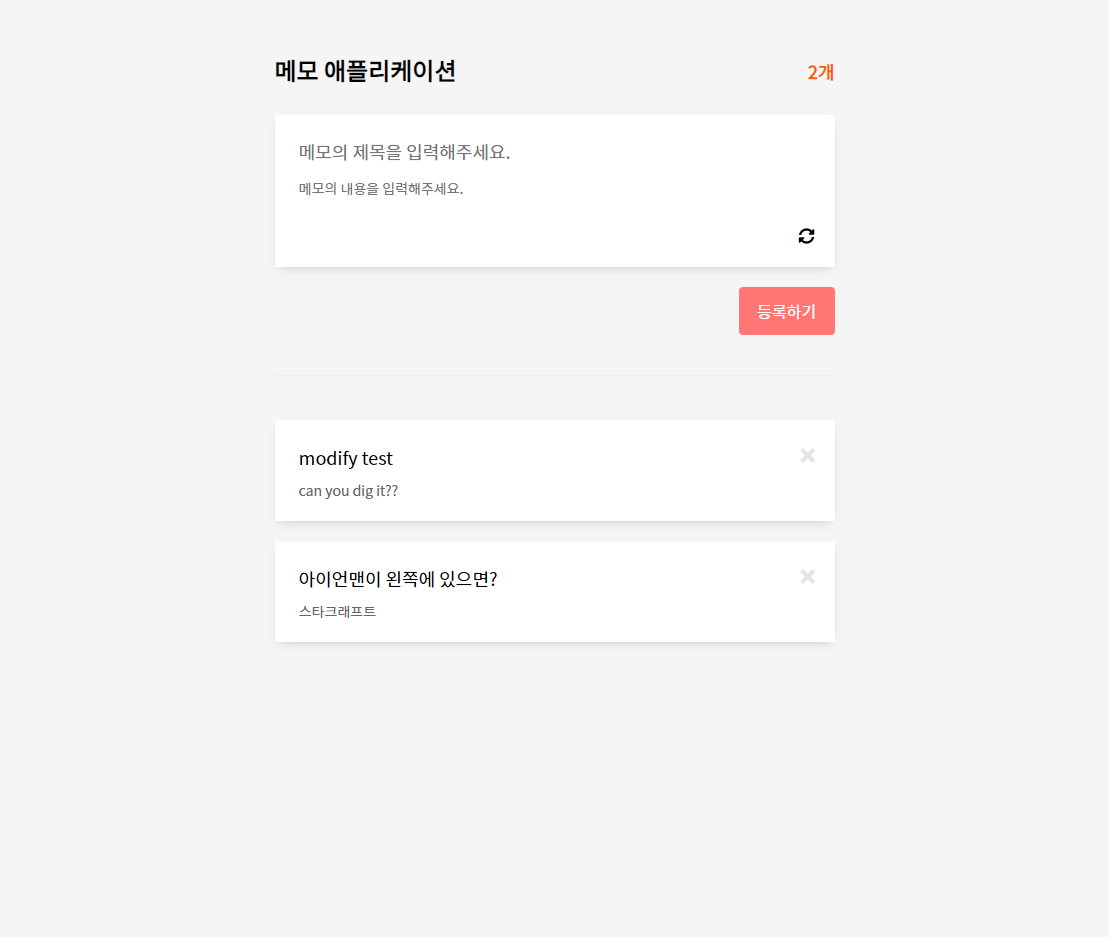 메모 애플리케이션 2개
메모의 제목을 입력해주세요.
메모의 내용을 입력해주세요.
등록하기
modify test
can you dig it??
아이언맨이 왼쪽에 있으면?
스타크래프트